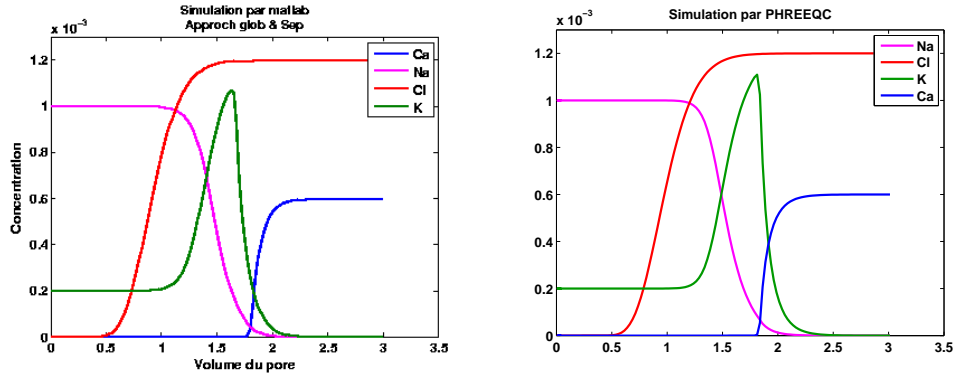 Simulation par matlab
Approch glob & Sep
x 10⁻³
1.2
1
0.8
0.6
0.4
0.2
0
Concentration
0
0.5
1
1.5
2
2.5
3
3.5
Volume du pore
Ca
Na
Cl
K
Simulation par PHREEQC
x 10⁻³
1.2
1
0.8
0.6
0.4
0.2
0
0
0.5
1
1.5
2
2.5
3
3.5
Na
Cl
K
Ca